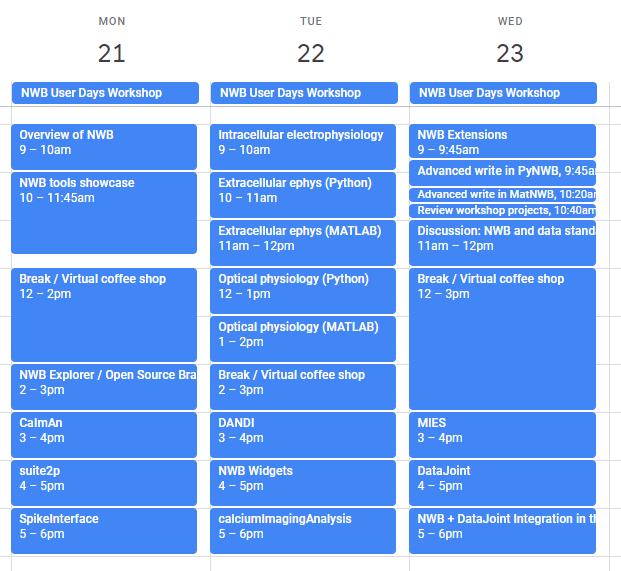 MON
21
TUE
22
WED
23
NWB User Days Workshop
NWB User Days Workshop
NWB User Days Workshop
Overview of NWB
9 – 10am
NWB tools showcase
10 – 11:45am
Break / Virtual coffee shop
12 – 2pm
NWB Explorer / Open Source Bra
2 – 3pm
CaImAn
3 – 4pm
suite2p
4 – 5pm
SpikeInterface
5 – 6pm
Intracellular electrophysiology
9 – 10am
Extracellular ephys (Python)
10 – 11am
Extracellular ephys (MATLAB)
11am – 12pm
Optical physiology (Python)
12 – 1pm
Optical physiology (MATLAB)
1 – 2pm
Break / Virtual coffee shop
2 – 3pm
DANDI
3 – 4pm
NWB Widgets
4 – 5pm
calciumImagingAnalysis
5 – 6pm
NWB Extensions
9 – 9:45am
Advanced write in PyNWB, 9:45a
Advanced write in MatNWB, 10:20a
Review workshop projects, 10:40am
Discussion: NWB and data stand
11am – 12pm
Break / Virtual coffee shop
12 – 3pm
MIES
3 – 4pm
DataJoint
4 – 5pm
NWB + DataJoint Integration in t
5 – 6pm